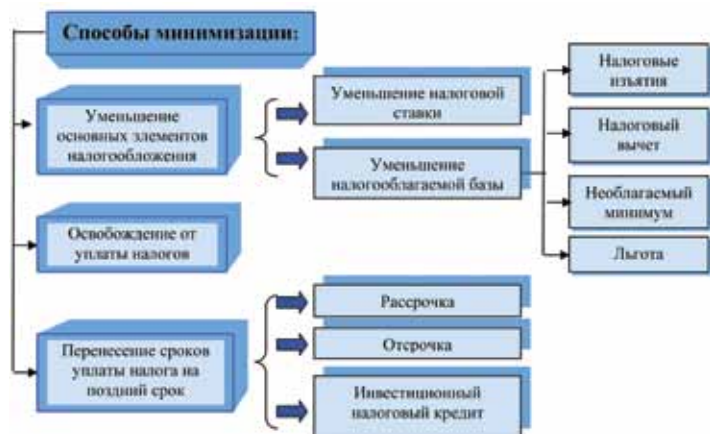 Способы минимизации:
Уменьшение
основных элементов
налогообложения
Уменьшение налоговой
ставки
Уменьшение
налогооблагаемой базы
Налоговые
изъятия
Налоговый
вычет
Необлагаемый
минимум
Льгота
Освобождение от
уплаты налогов
Перенесение сроков
уплаты налога на
поздний срок
Рассрочка
Отсрочка
Инвестиционный
налоговый кредит